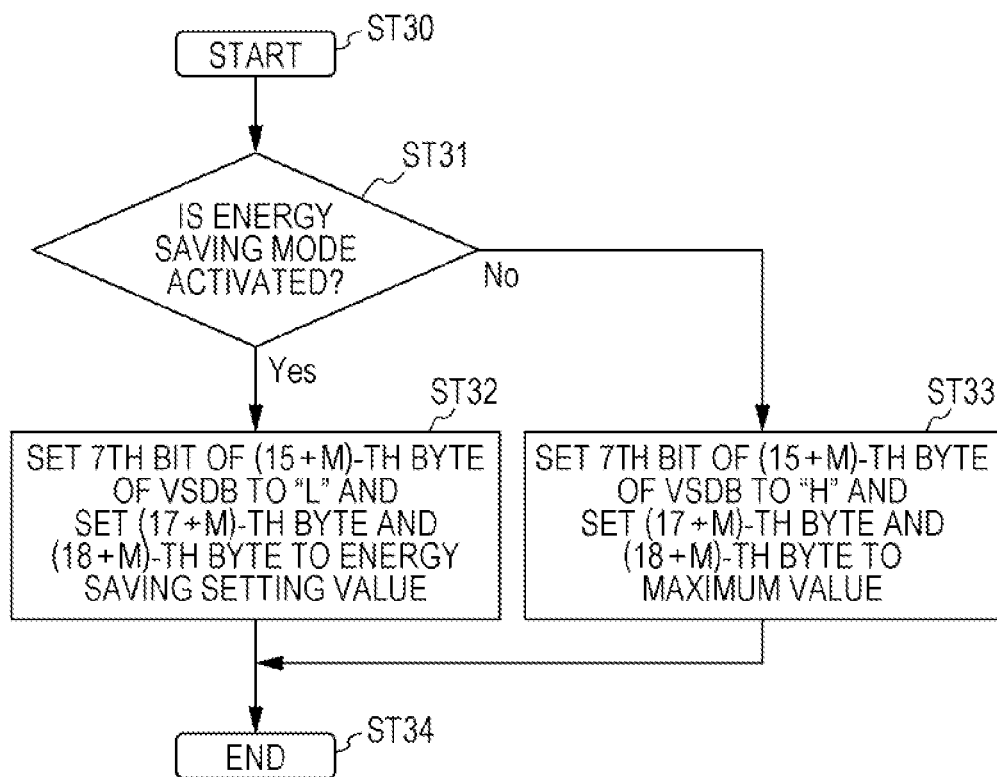 START
ST30
ST31
IS ENERGY
SAVING MODE
ACTIVATED?
No
Yes
ST32
SET 7TH BIT OF (15+M)-TH BYTE
OF VSDB TO "L" AND
SET (17+M)-TH BYTE AND
(18+M)-TH BYTE TO ENERGY
SAVING SETTING VALUE
ST33
SET 7TH BIT OF (15+M)-TH BYTE
OF VSDB TO "H" AND
SET (17+M)-TH BYTE AND
(18+M)-TH BYTE TO
MAXIMUM VALUE
END
ST34